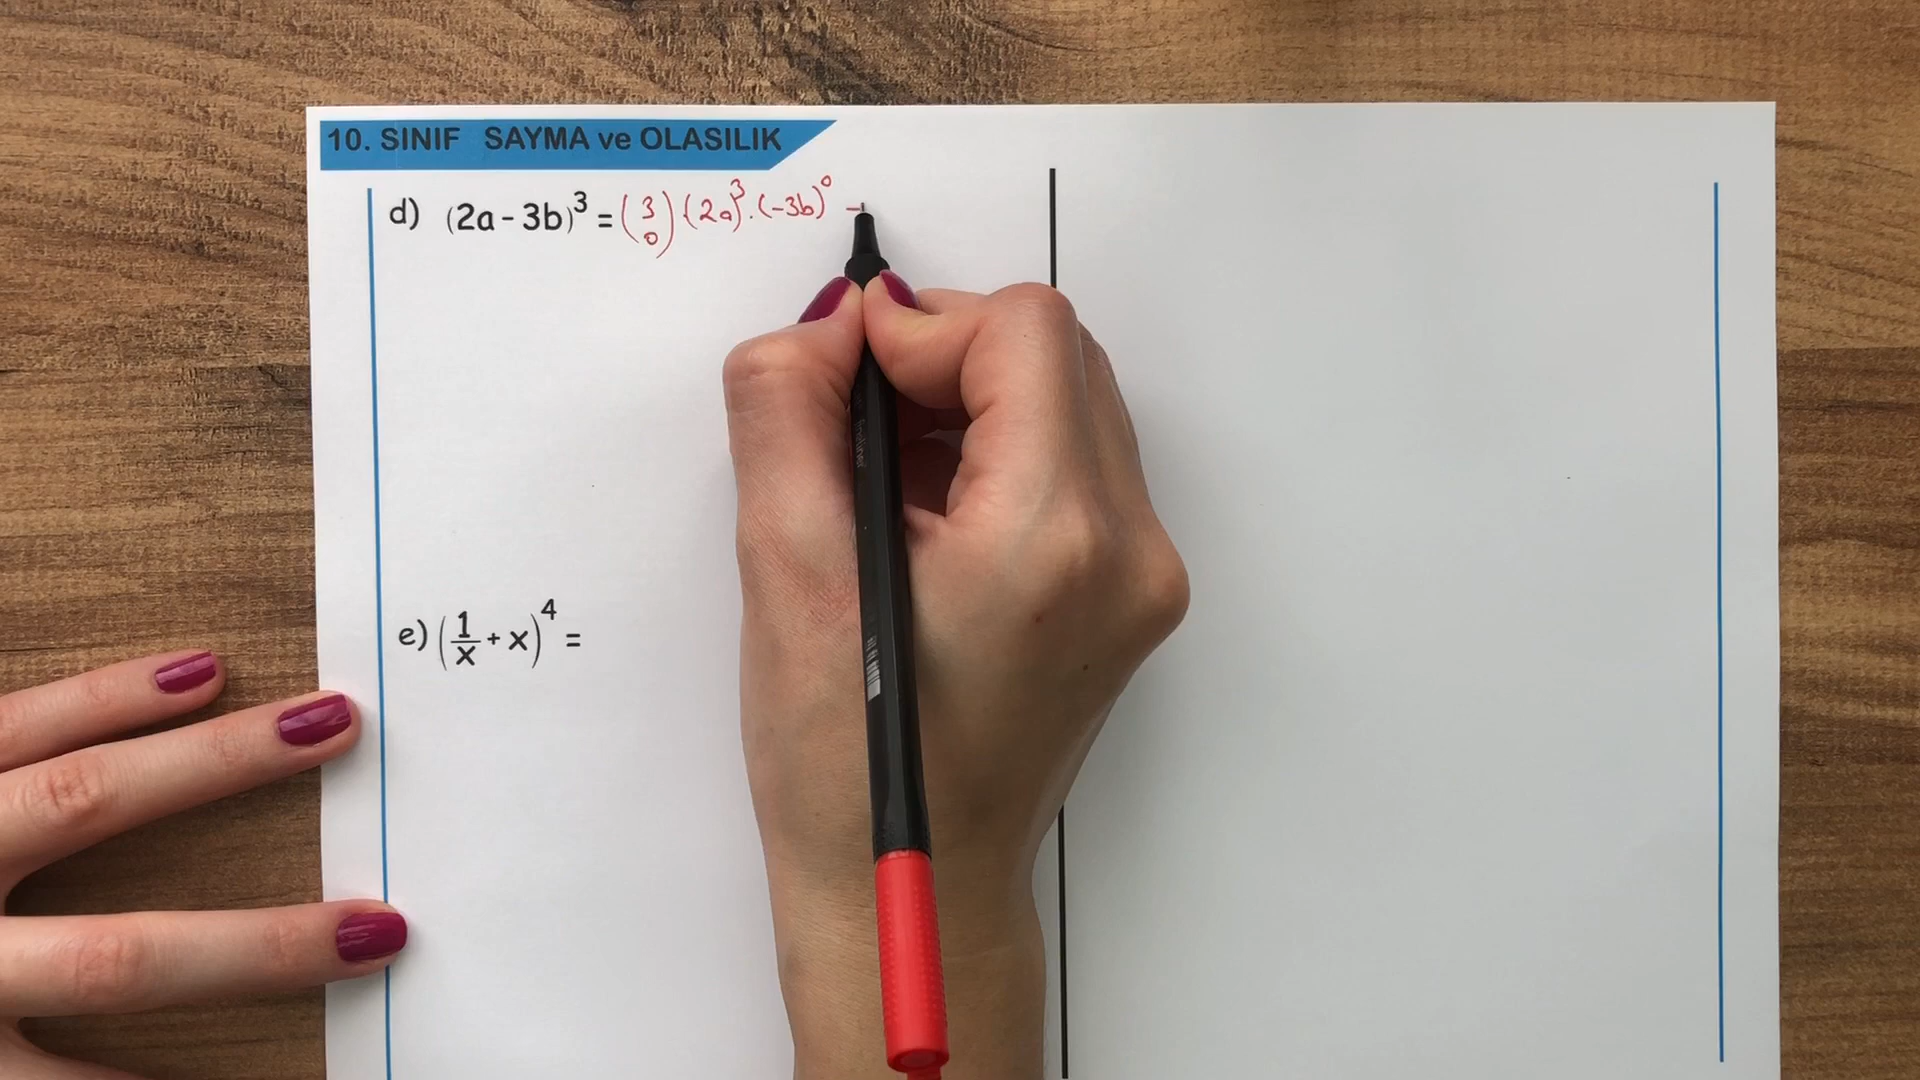 10. SINIF SAYMA ve OLASILIK
d) (2a - 3b)³ = (3 0) (2a)³ . (-3b)⁰ +
e) (1/x + x)⁴ =